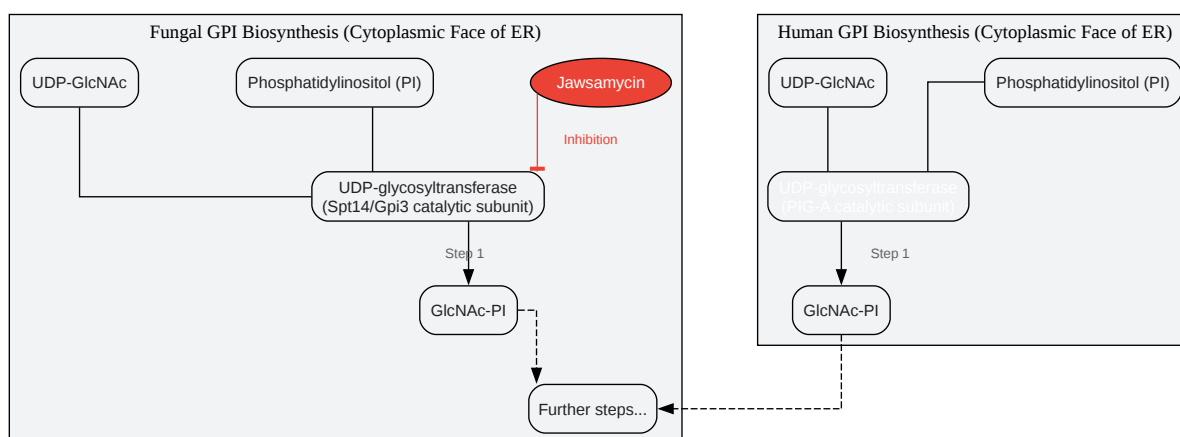 Fungal GPI Biosynthesis (Cytoplasmic Face of ER)
UDP-GlcNAc
Phosphatidylinositol (PI)
Jawsamycin
Inhibition
UDP-glycosyltransferase
(Spt14/Gpi3 catalytic subunit)
Step 1
GlcNAc-PI
Further steps...
Human GPI Biosynthesis (Cytoplasmic Face of ER)
UDP-GlcNAc
Phosphatidylinositol (PI)
UDP-glycosyltransferase
(PIG-A catalytic subunit)
Step 1
GlcNAc-PI